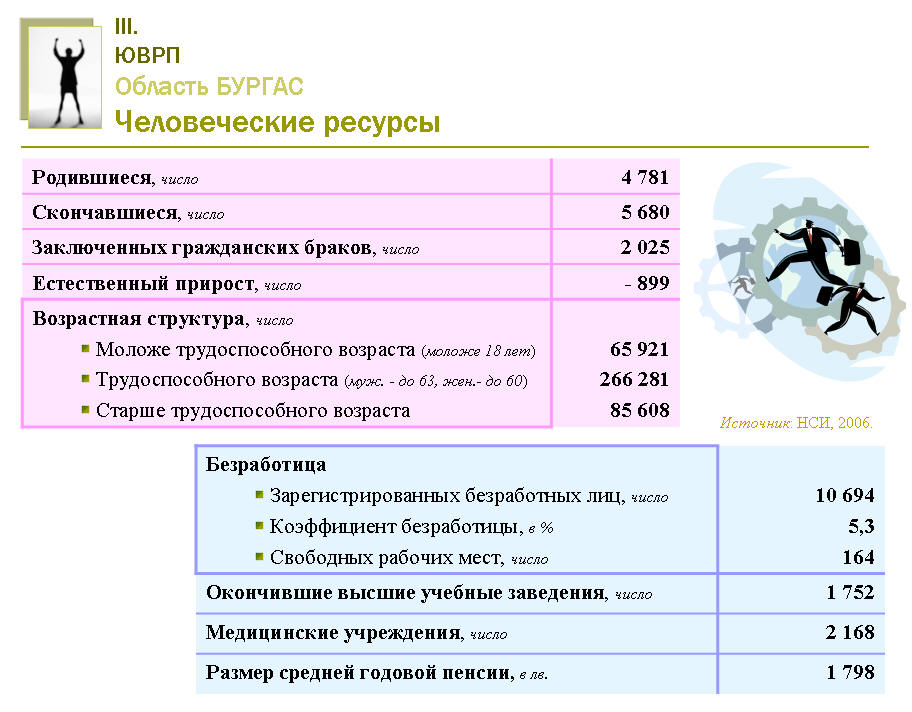 III.
ЮВРП
Область БУРГАС
Человеческие ресурсы
Родившиеся, число 4 781
Скончавшиеся, число 5 680
Заключенных гражданских браков, число 2 025
Естественный прирост, число - 899
Возрастная структура, число
Моложе трудоспособного возраста (моложе 18 лет) 65 921
Трудоспособного возраста (муж. - до 63, жен.- до 60) 266 281
Старше трудоспособного возраста 85 608
Источник: НСИ, 2006.
Безработица
Зарегистрированных безработных лиц, число 10 694
Коэффициент безработицы, в % 5,3
Свободных рабочих мест, число 164
Окончившие высшие учебные заведения, число 1 752
Медицинские учреждения, число 2 168
Размер средней годовой пенсии, в лв. 1 798